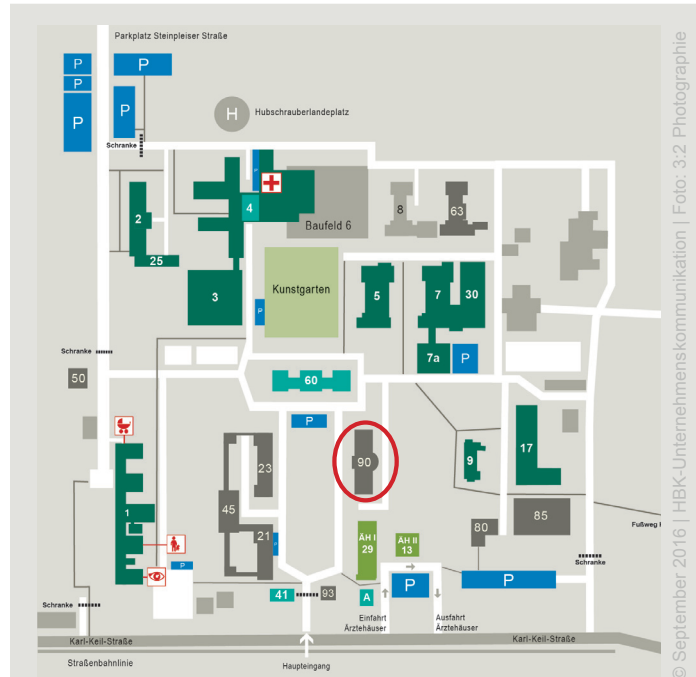 Parkplatz Steinpleiser Straße
P
P
P
P
P
H
Hubschrauberlandeplatz
Schranke
P
4
2
25
3
Baufeld 6
8
63
Kunstgarten
P
5
7
30
7a
P
Schranke
50
60
P
90
23
45
21
P
1
9
17
80
85
Fußweg
ÄH I
29
ÄH II
13
P
P
P
Schranke
41
93
A
Einfahrt
Ärztehäuser
Ausfahrt
Ärztehäuser
Schranke
Karl-Keil-Straße
Karl-Keil-Straße
Straßenbahnlinie
Haupteingang
© September 2016 | HBK-Unternehmenskommunikation | Foto: 3:2 Photographie